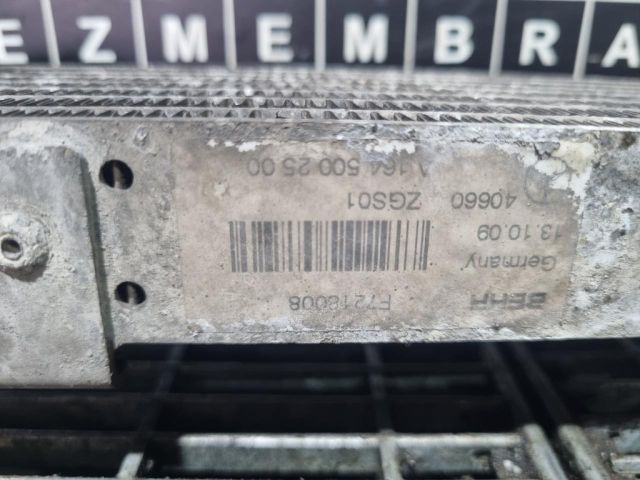 EZMEMBRA
BEHR F7218008
Germany
13.10.09
40660 ZGS01
A 164 500 25 00